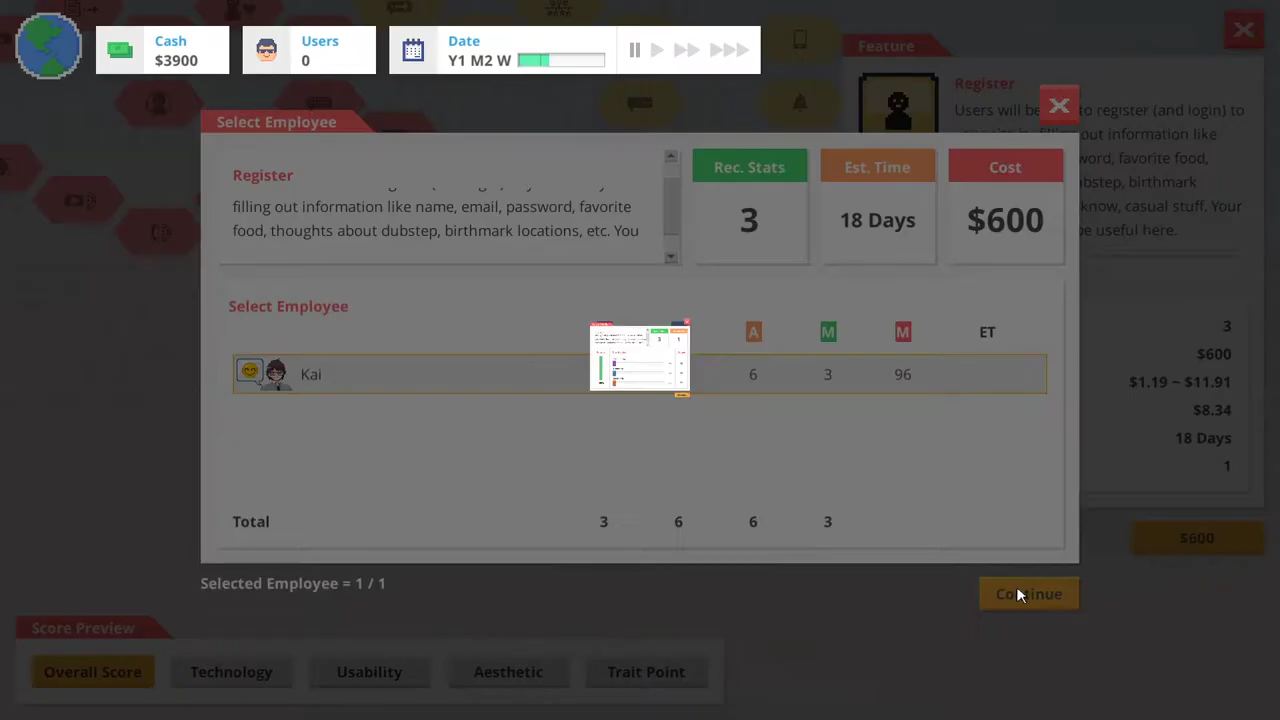 Cash
$3900
Users
0
Date
Y1 M2 W
Feature
Register
Users will be to register (and login) to
out information like
word, favorite food,
dubstep, birthmark
know, casual stuff. Your
be useful here.
3
$600
$1.19 ~ $11.91
$8.34
18 Days
1
$600
Select Employee
Register
filling out information like name, email, password, favorite
food, thoughts about dubstep, birthmark locations, etc. You
Rec. Stats
3
Est. Time
18 Days
Cost
$600
Select Employee
A
M
M
ET
Kai
6
3
96
Total
3
6
6
3
Selected Employee = 1 / 1
Continue
Score Preview
Overall Score
Technology
Usability
Aesthetic
Trait Point